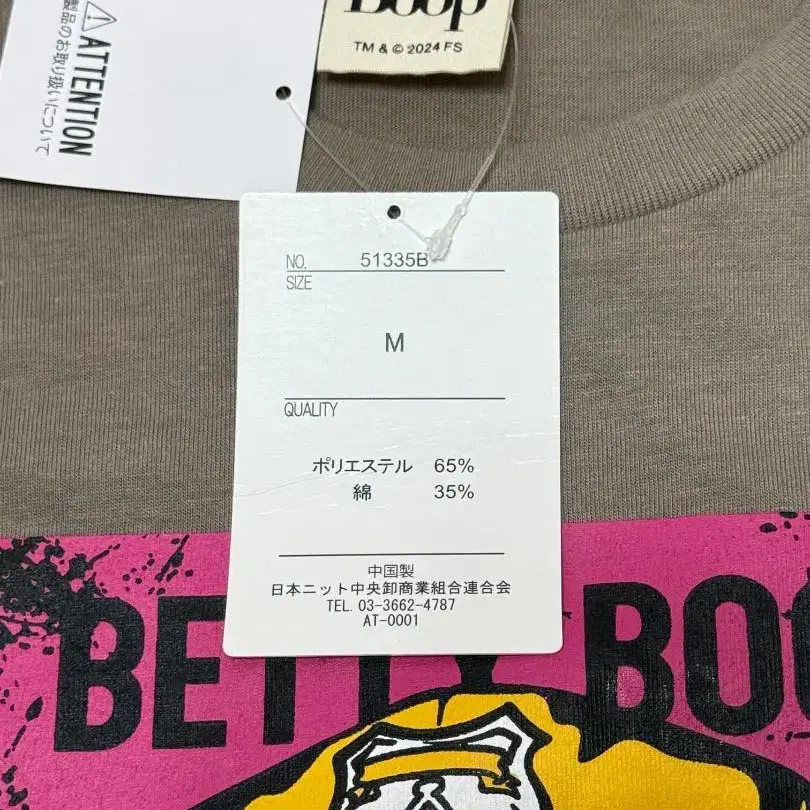 ATTENTION
製品のお取り扱いについて
Boop
TM & © 2024 FS
NO. 51335B
SIZE
M
QUALITY
ポリエステル 65%
綿 35%
中国製
日本ニット中央卸商業組合連合会
TEL. 03-3662-4787
AT-0001
BETTY BOO